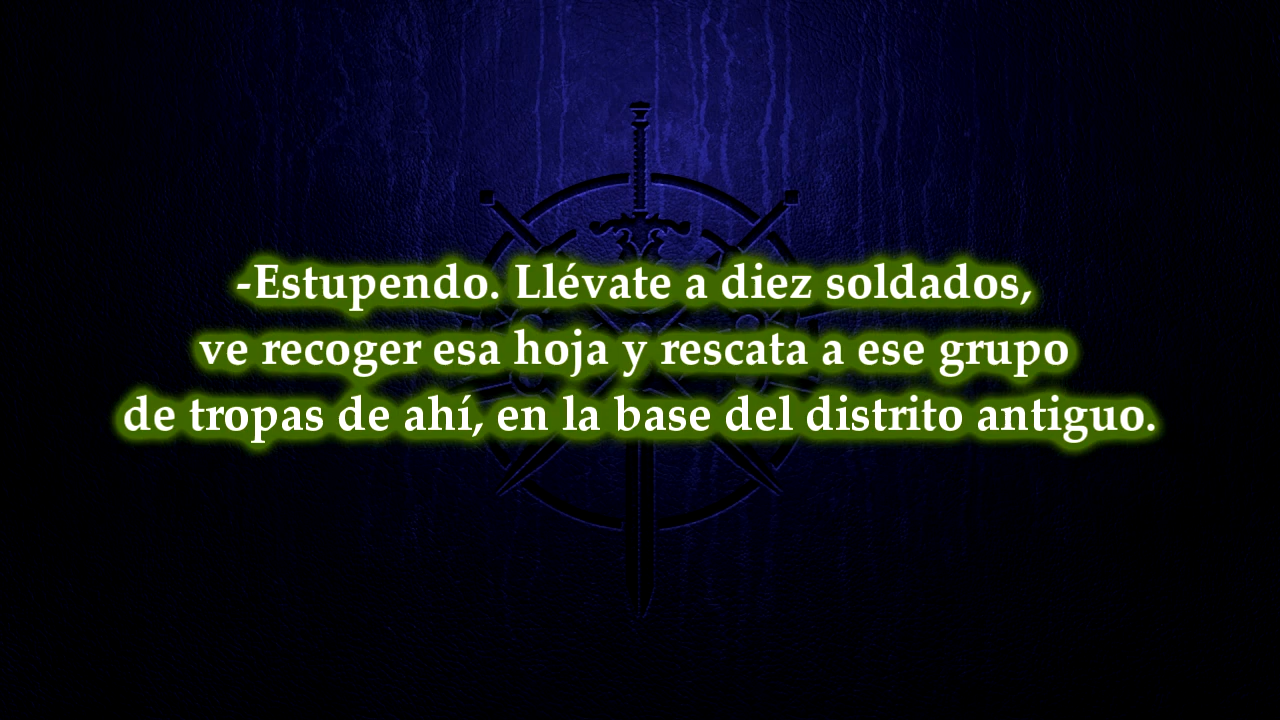 -Estupendo. Llévate a diez soldados,
ve recoger esa hoja y rescata a ese grupo
de tropas de ahí, en la base del distrito antiguo.